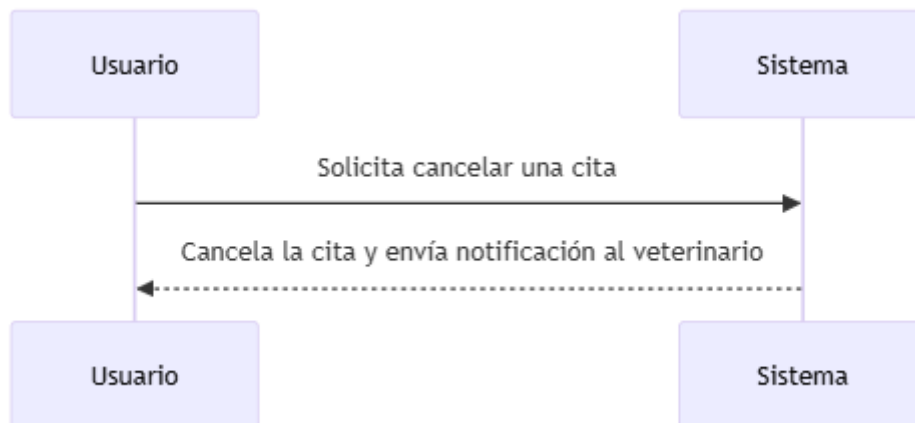 Usuario
Sistema
Solicita cancelar una cita
Cancela la cita y envía notificación al veterinario
Usuario
Sistema